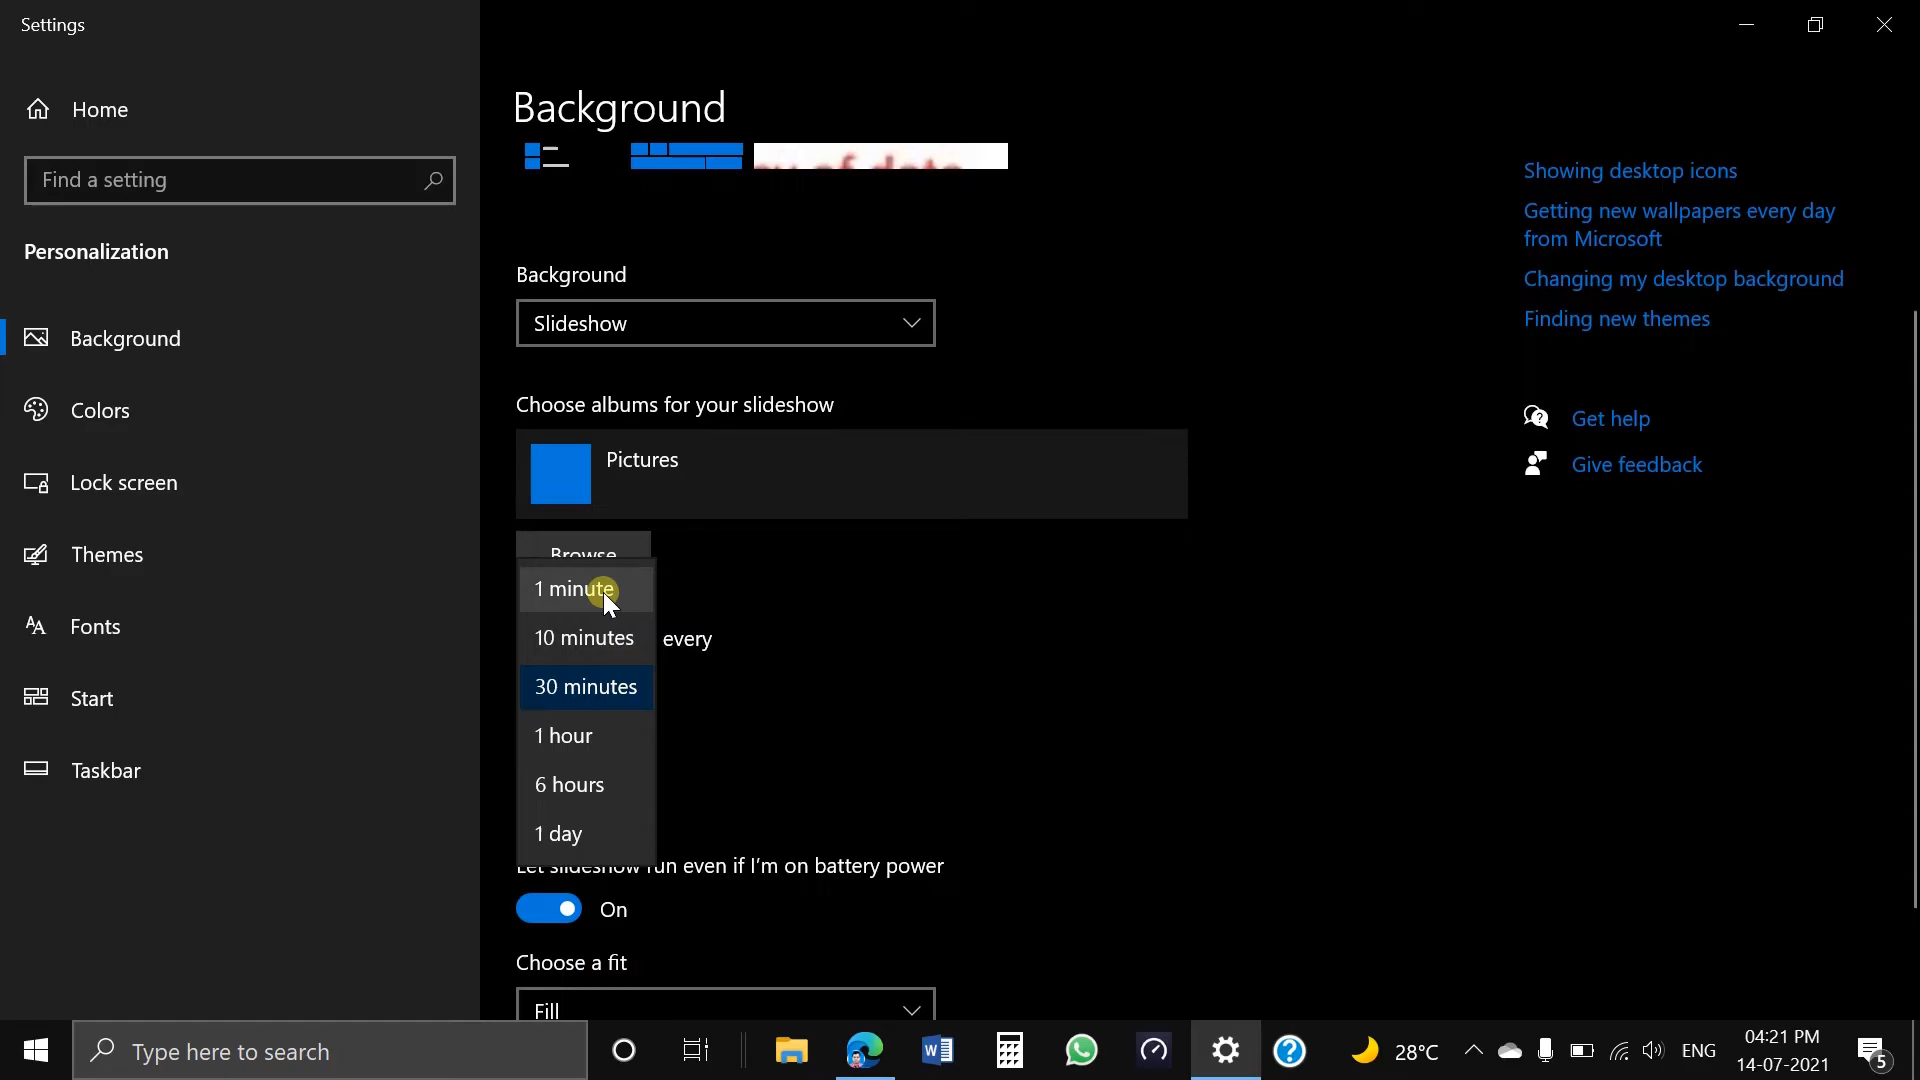 Settings
Home
Find a setting
Personalization
Background
Colors
Lock screen
Themes
Fonts
Start
Taskbar
Background
Background
Slideshow
Choose albums for your slideshow
Pictures
Browse
1 minute
10 minutes
every
30 minutes
1 hour
6 hours
1 day
Let slideshow run even if I'm on battery power
On
Choose a fit
Fill
Showing desktop icons
Getting new wallpapers every day
from Microsoft
Changing my desktop background
Finding new themes
Get help
Give feedback
Type here to search
28°C
ENG
04:21 PM
14-07-2021
5